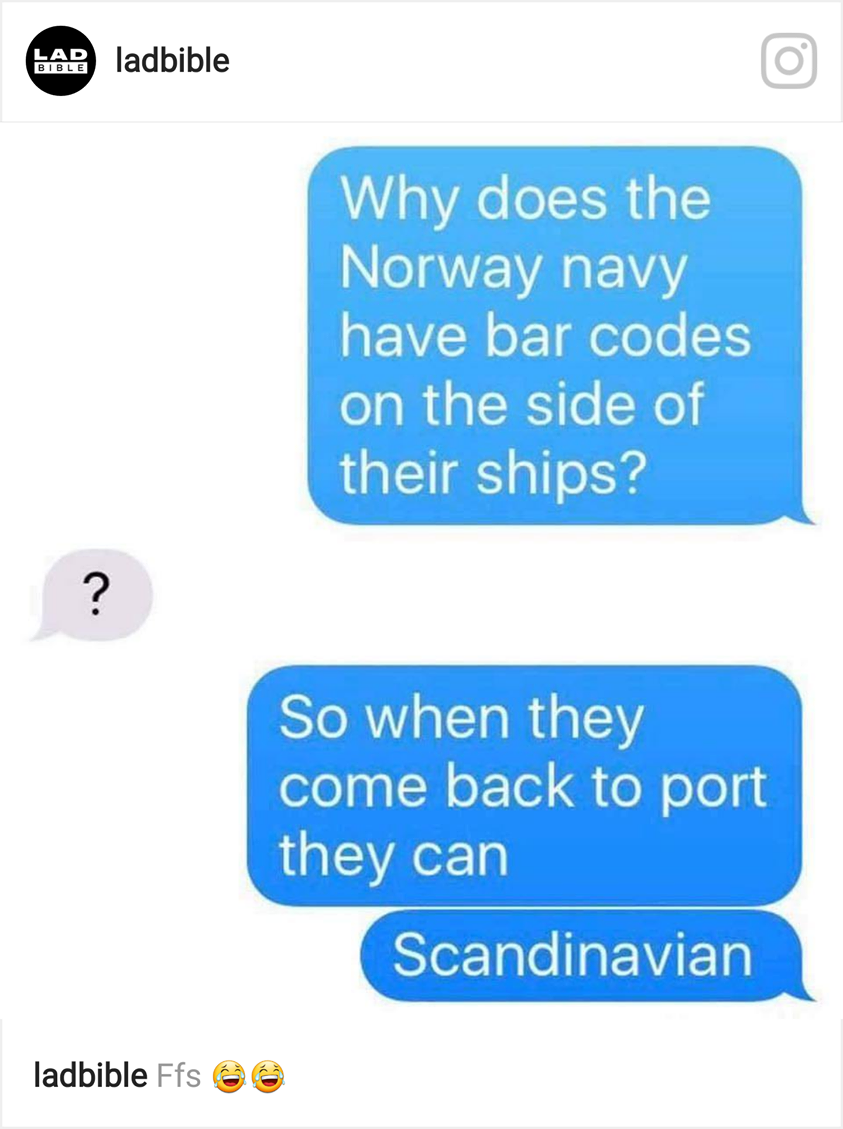 LAD
BIBLE
ladbible
Why does the
Norway navy
have bar codes
on the side of
their ships?
?
So when they
come back to port
they can
Scandinavian
ladbible Ffs 😂😂